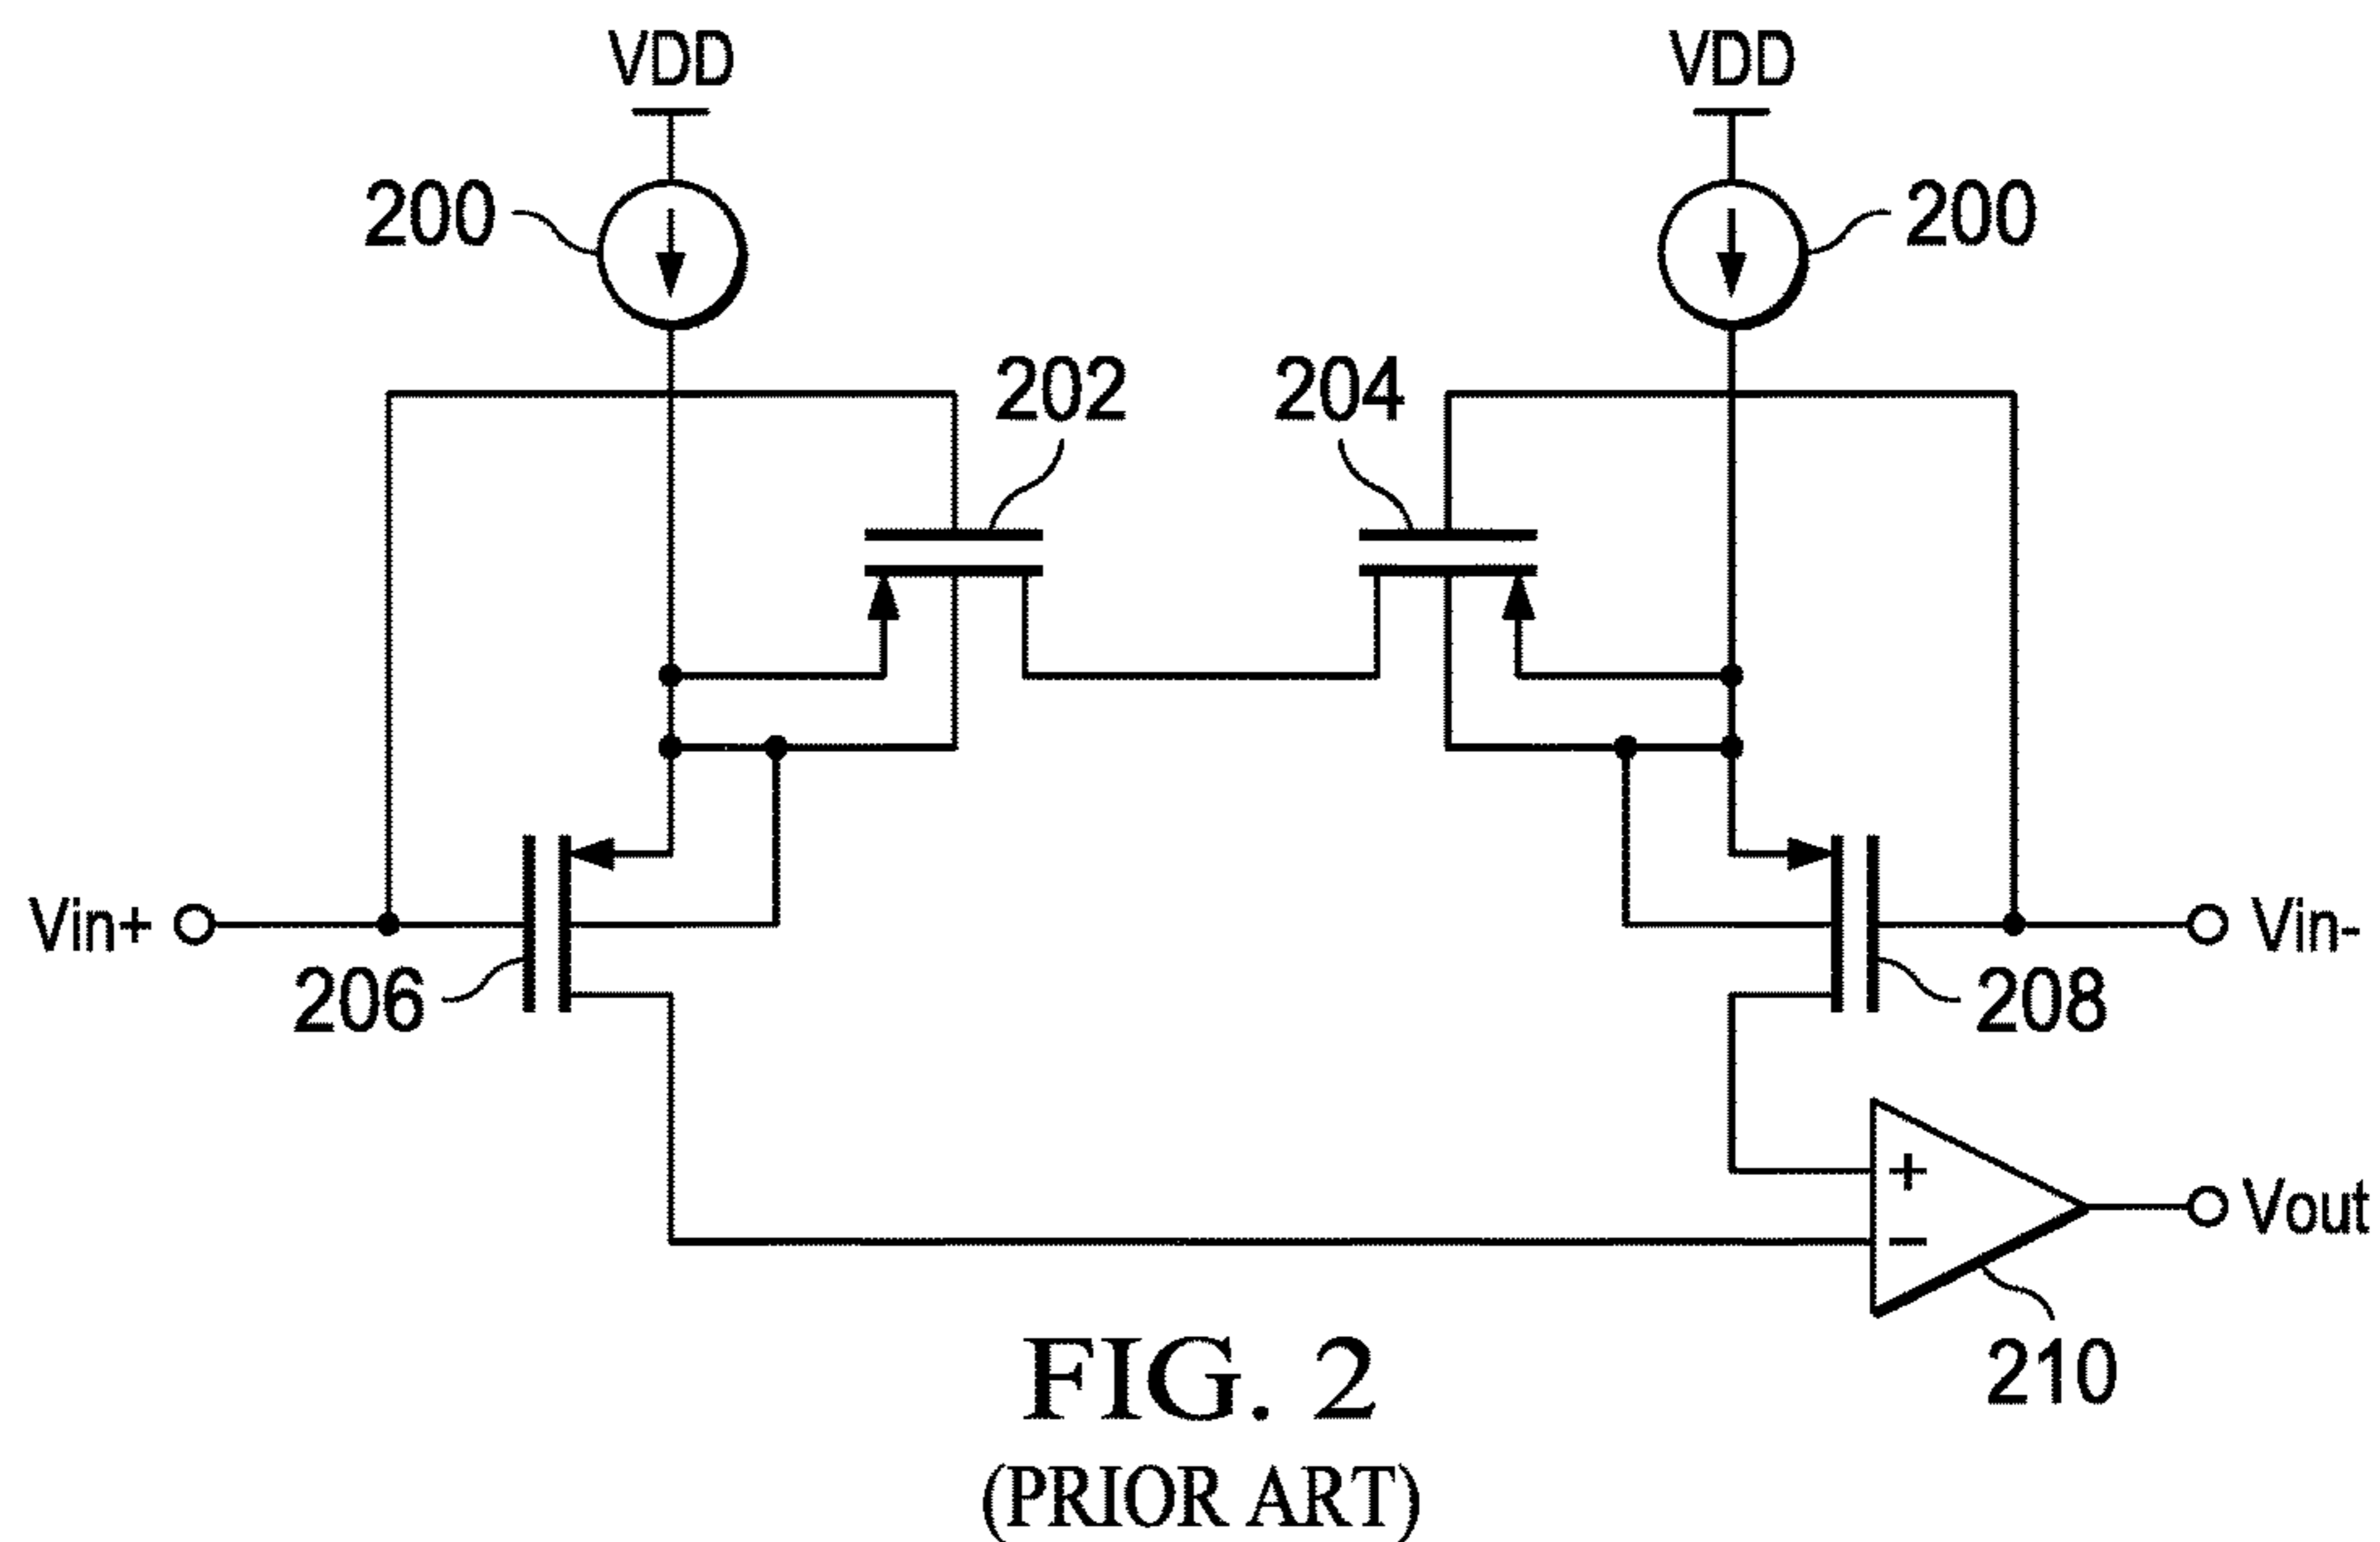 VDD VDD
200 200
202 204
Vin+ Vin-
206 208
+
Vout
−
210
FIG. 2
(PRIOR ART)